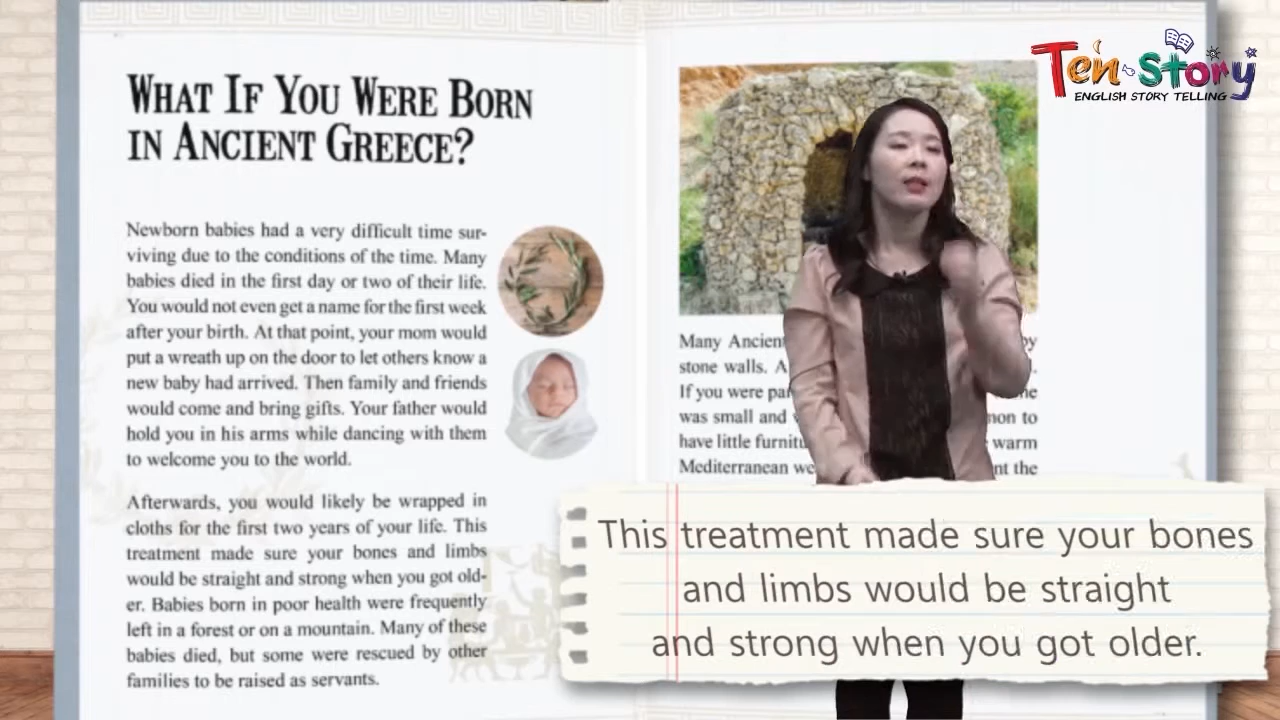 WHAT IF YOU WERE BORN
IN ANCIENT GREECE?
Newborn babies had a very difficult time sur-
viving due to the conditions of the time. Many
babies died in the first day or two of their life.
You would not even get a name for the first week
after your birth. At that point, your mom would
put a wreath up on the door to let others know a
new baby had arrived. Then family and friends
would come and bring gifts. Your father would
hold you in his arms while dancing with them
to welcome you to the world.
Afterwards, you would likely be wrapped in
cloths for the first two years of your life. This
treatment made sure your bones and limbs
would be straight and strong when you got old-
er. Babies born in poor health were frequently
left in a forest or on a mountain. Many of these
babies died, but some were rescued by other
families to be raised as servants.
Ten Story
ENGLISH STORY TELLING
Many Ancient by
stone walls. A
If you were
was small and to
have little warm
Mediterranean the
This treatment made sure your bones
and limbs would be straight
and strong when you got older.